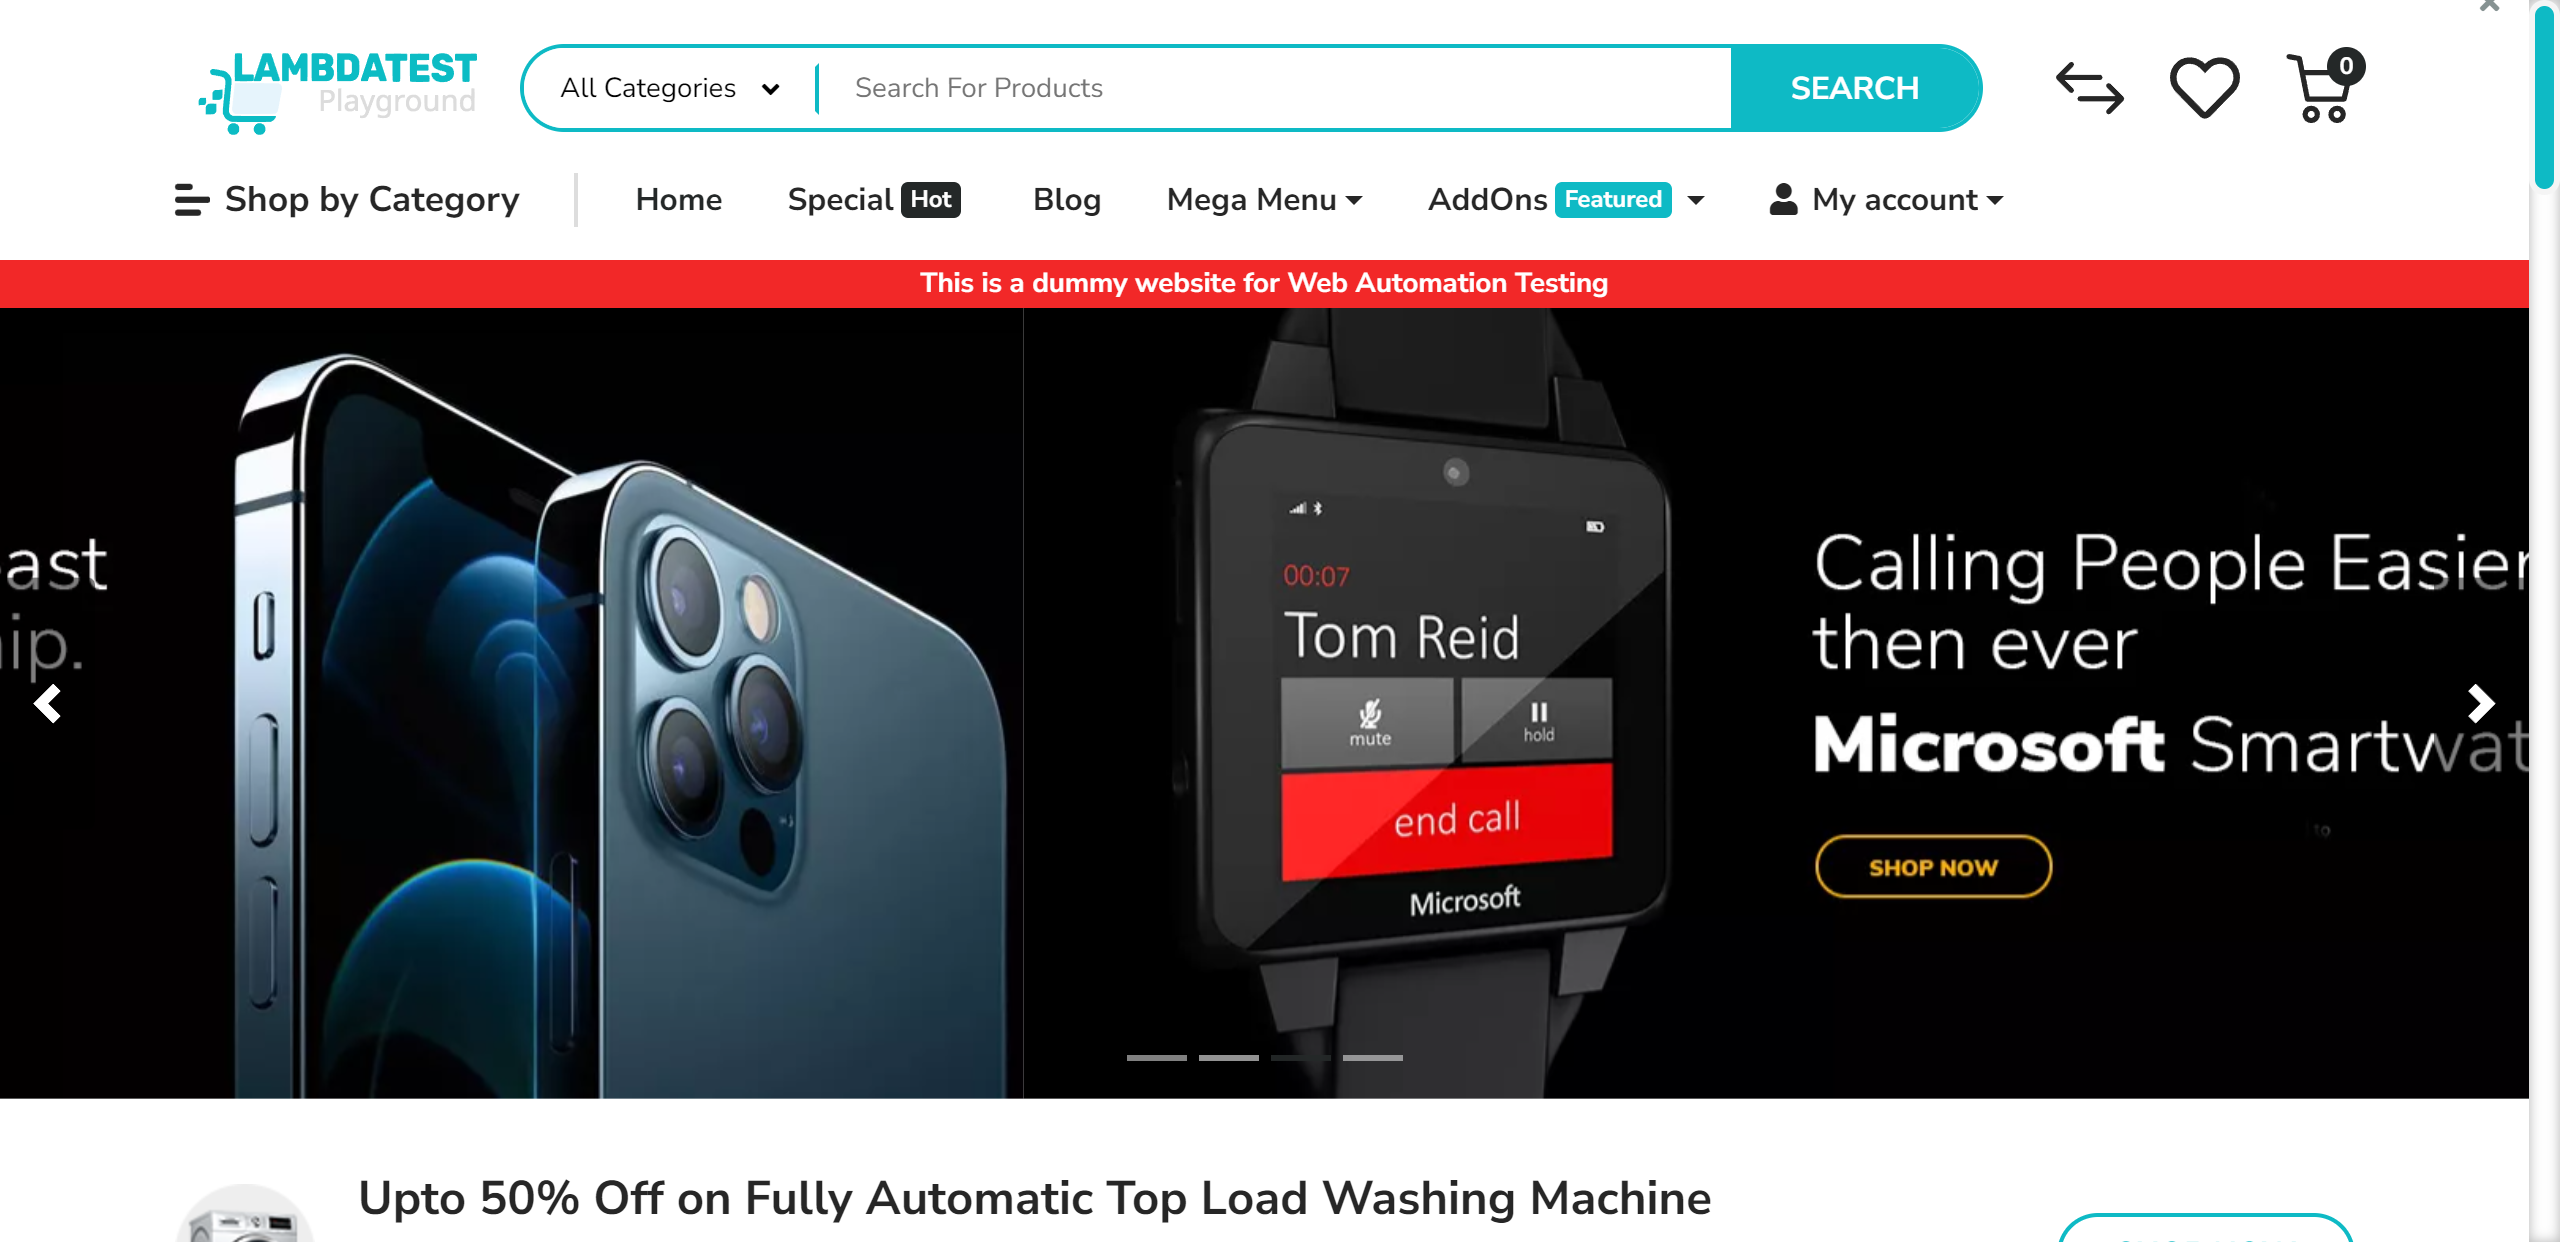 LAMBDATEST
Playground
All Categories
Search For Products
SEARCH
0
Shop by Category
Home
Special Hot
Blog
Mega Menu
AddOns Featured
My account
This is a dummy website for Web Automation Testing
ast
ip.
00:07
Tom Reid
mute
hold
end call
Microsoft
Calling People Easier
then ever
Microsoft Smartwat
SHOP NOW
Upto 50% Off on Fully Automatic Top Load Washing Machine